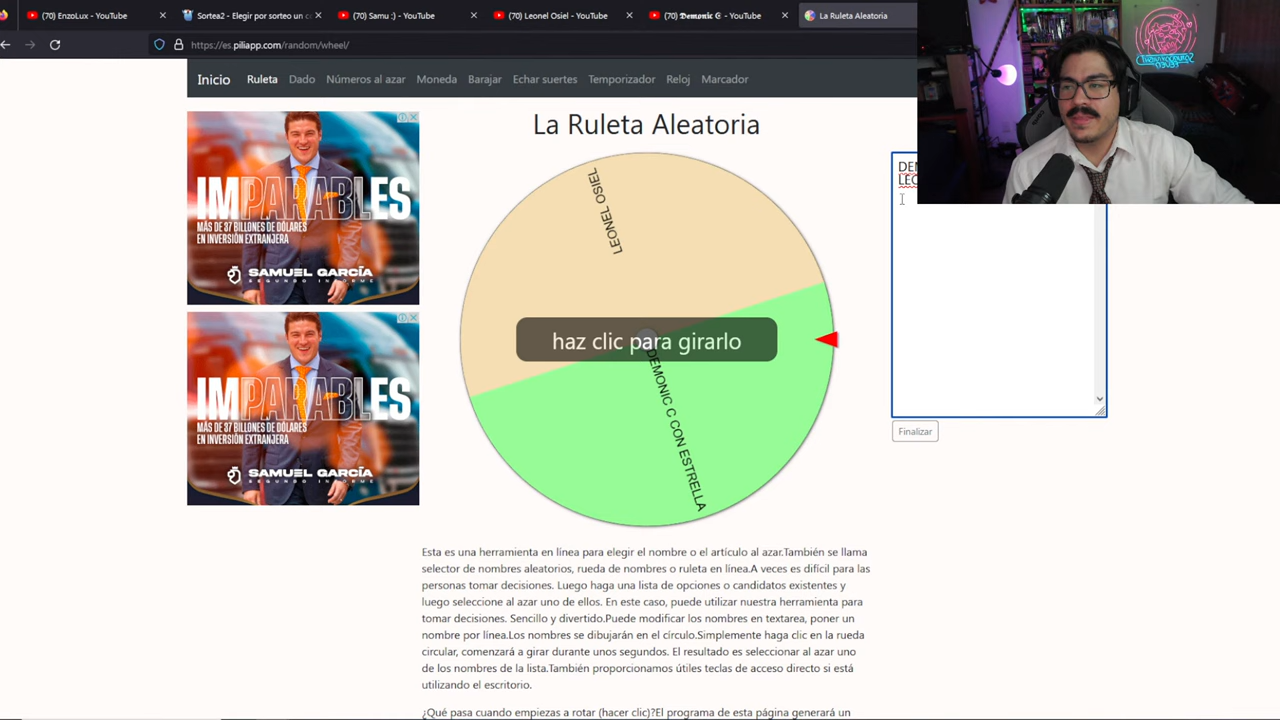 (70) EnzoLux - YouTube
Sortea2 - Elegir por sorteo un c
(70) Samuel - YouTube
(70) Leonel Osiel - YouTube
(70) 𝕯𝖊𝖒𝖔𝖓𝖎𝖈 𝕮 - YouTube
La Ruleta Aleatoria
https://es.piliapp.com/random/wheel/
Inicio Ruleta Dado Números al azar Moneda Barajar Echar suertes Temporizador Reloj Marcador
IMPARABLES
MÁS DE 37 BILLONES DE DÓLARES
EN INVERSIÓN EXTRANJERA
SAMUEL GARCÍA
SEGUNDO INFORME
IMPARABLES
MÁS DE 37 BILLONES DE DÓLARES
EN INVERSIÓN EXTRANJERA
SAMUEL GARCÍA
SEGUNDO INFORME
La Ruleta Aleatoria
LEONEL OSIEL
haz clic para girarlo
DEMONIC C CON ESTRELLA
DEM
LEO
Finalizar
Esta es una herramienta en línea para elegir el nombre o el artículo al azar.También se llama
selector de nombres aleatorios, rueda de nombres o ruleta en línea.A veces es difícil para las
personas tomar decisiones. Luego haga una lista de opciones o candidatos existentes y
luego seleccione al azar uno de ellos. En este caso, puede utilizar nuestra herramienta para
tomar decisiones. Sencillo y divertido.Puede modificar los nombres en textarea, poner un
nombre por línea.Los nombres se dibujarán en el círculo.Simplemente haga clic en la rueda
circular, comenzará a girar durante unos segundos. El resultado es seleccionar al azar uno
de los nombres de la lista.También proporcionamos útiles teclas de acceso directo si está
utilizando el escritorio.
¿Qué pasa cuando empiezas a rotar (hacer clic)?El programa de esta página generará un